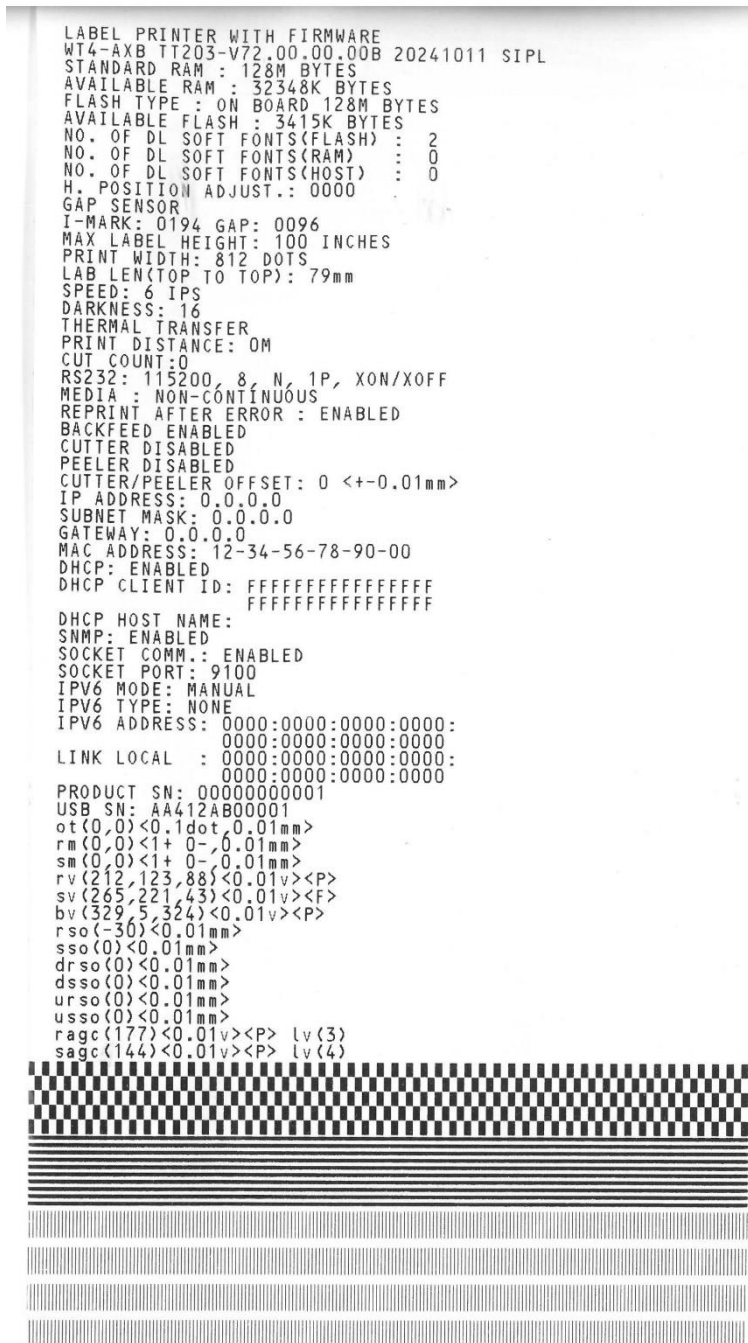 LABEL PRINTER WITH FIRMWARE
WT4-AXB TT203-V72.00.00.00B 20241011 SIPL
STANDARD RAM : 128M BYTES
AVAILABLE RAM : 32348K BYTES
FLASH TYPE : ON BOARD 128M BYTES
AVAILABLE FLASH : 3415K BYTES
NO. OF DL SOFT FONTS(FLASH) : 2
NO. OF DL SOFT FONTS(RAM) : 0
NO. OF DL SOFT FONTS(HOST) : 0
H. POSITION ADJUST.: 0000
GAP SENSOR
I-MARK: 0194 GAP: 0096
MAX LABEL HEIGHT: 100 INCHES
PRINT WIDTH: 812 DOTS
LAB LEN(TOP TO TOP): 79mm
SPEED: 6 IPS
DARKNESS: 16
THERMAL TRANSFER
PRINT DISTANCE: 0M
CUT COUNT:0
RS232: 115200, 8, N, 1P, XON/XOFF
MEDIA : NON-CONTINUOUS
REPRINT AFTER ERROR : ENABLED
BACKFEED ENABLED
CUTTER DISABLED
PEELER DISABLED
CUTTER/PEELER OFFSET: 0 <+-0.01mm>
IP ADDRESS: 0.0.0.0
SUBNET MASK: 0.0.0.0
GATEWAY: 0.0.0.0
MAC ADDRESS: 12-34-56-78-90-00
DHCP: ENABLED
DHCP CLIENT ID: FFFFFFFFFFFFFFFF
FFFFFFFFFFFFFFFF
DHCP HOST NAME:
SNMP: ENABLED
SOCKET COMM.: ENABLED
SOCKET PORT: 9100
IPV6 MODE: MANUAL
IPV6 TYPE: NONE
IPV6 ADDRESS: 0000:0000:0000:0000:
0000:0000:0000:0000
LINK LOCAL : 0000:0000:0000:0000:
0000:0000:0000:0000
PRODUCT SN: 00000000001
USB SN: AA412AB00001
ot(0,0)<0.1dot,0.01mm>
rm(0,0)<1+ 0-,0.01mm>
sm(0,0)<1+ 0-,0.01mm>
rv(212,123,88)<0.01v><P>
sv(265,221,43)<0.01v><F>
bv(329,5,324)<0.01v><P>
rso(-30)<0.01mm>
sso(0)<0.01mm>
drso(0)<0.01mm>
dsso(0)<0.01mm>
urso(0)<0.01mm>
usso(0)<0.01mm>
ragc(177)<0.01v><P> lv(3)
sagc(144)<0.01v><P> lv(4)